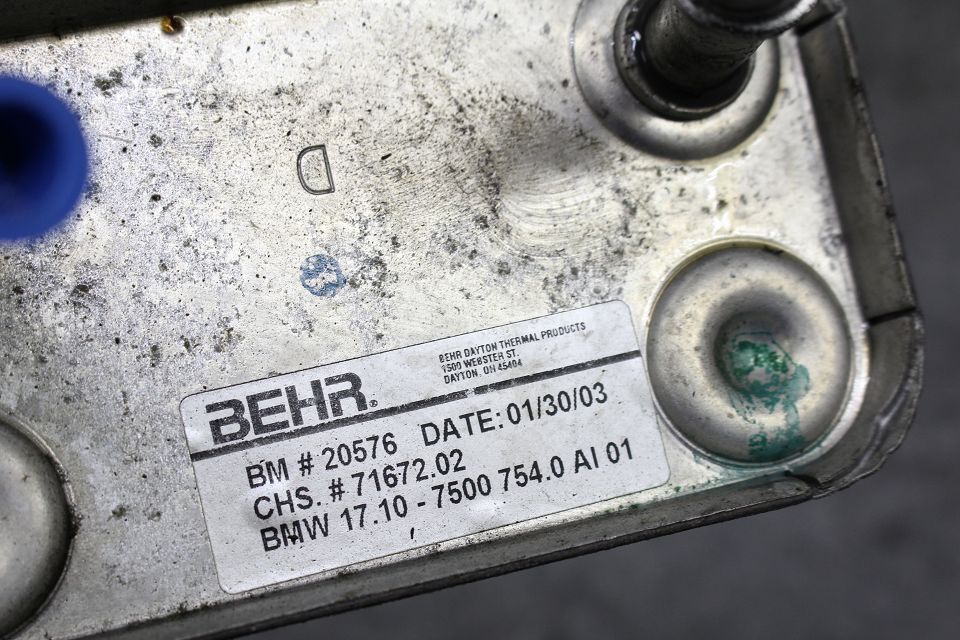 D
BEHR®
BEHR DAYTON THERMAL PRODUCTS
1500 WEBSTER ST.
DAYTON, OH 45404
BM # 20576 DATE: 01/30/03
CHS. # 71672.02
BMW 17.10 - 7500 754.0 AI 01